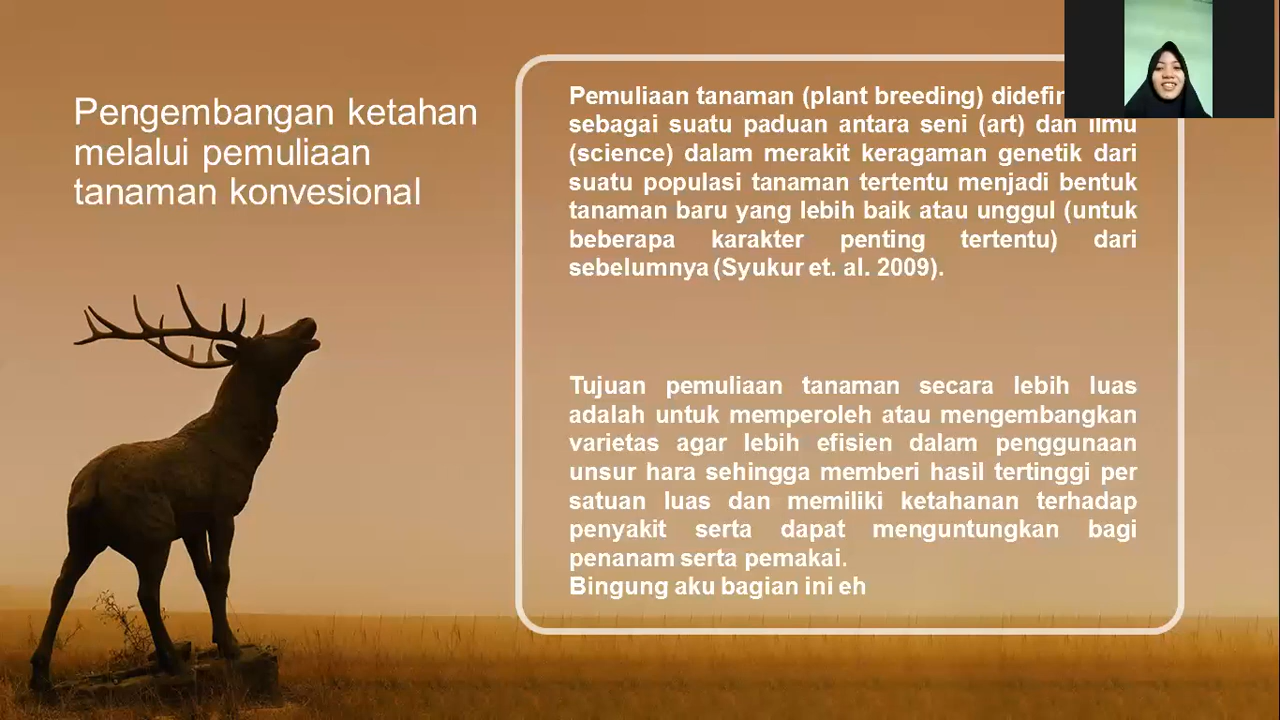 Pengembangan ketahan
melalui pemuliaan
tanaman konvesional
Pemuliaan tanaman (plant breeding)
sebagai suatu paduan antara seni (art) dan ilmu
(science) dalam merakit keragaman genetik dari
suatu populasi tanaman tertentu menjadi bentuk
tanaman baru yang lebih baik atau unggul (untuk
beberapa karakter penting tertentu) dari
sebelumnya (Syukur et. al. 2009).
Tujuan pemuliaan tanaman secara lebih luas
adalah untuk memperoleh atau mengembangkan
varietas agar lebih efisien dalam penggunaan
unsur hara sehingga memberi hasil tertinggi per
satuan luas dan memiliki ketahanan terhadap
penyakit serta dapat menguntungkan bagi
penanam serta pemakai.
Bingung aku bagian ini eh